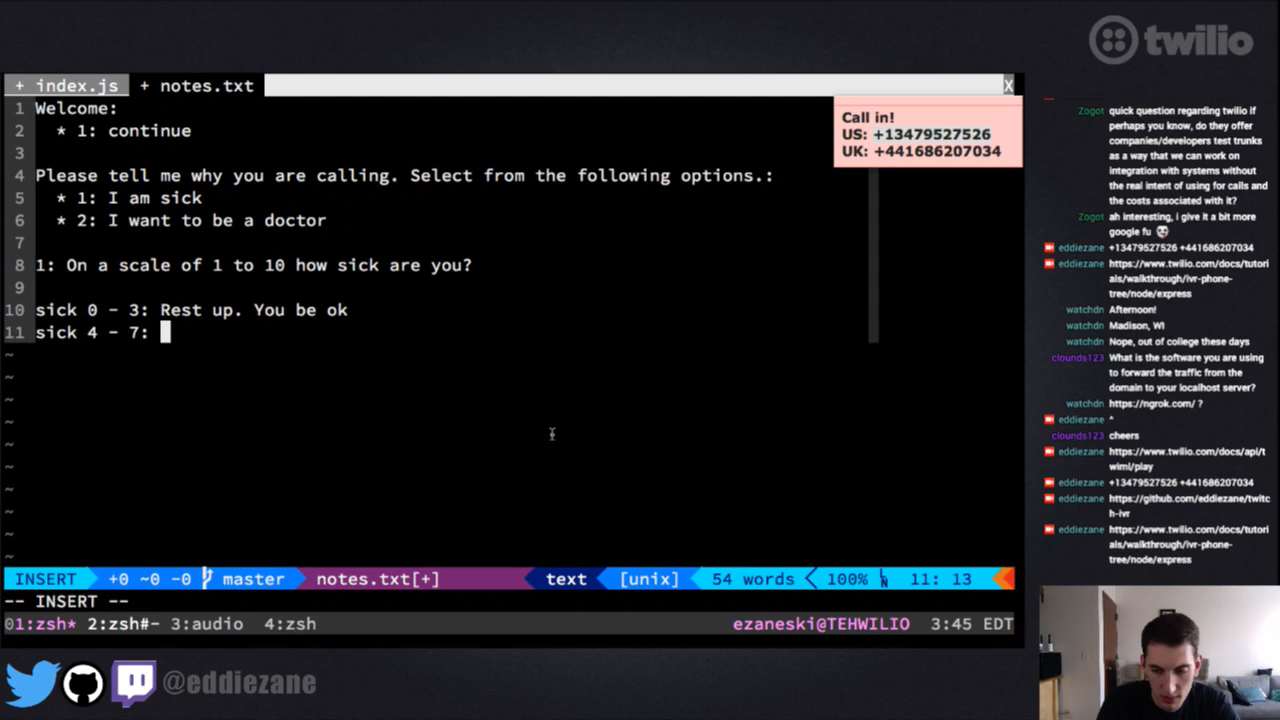 twilio
+ index.js + notes.txt X
1 Welcome:
2 * 1: continue
3
4 Please tell me why you are calling. Select from the following options.:
5 * 1: I am sick
6 * 2: I want to be a doctor
7
8 1: On a scale of 1 to 10 how sick are you?
9
10 sick 0 - 3: Rest up. You be ok
11 sick 4 - 7:
~
~
~
~
~
~
~
~
~
~
INSERT +0 ~0 -0 master notes.txt[+] text [unix] 54 words 100% 11: 13
-- INSERT --
01:zsh* 2:zsh#- 3:audio 4:zsh ezaneski@TEHWILIO 3:45 EDT
Call in!
US: +13479527526
UK: +441686207034
Zogot quick question regarding twilio if
perhaps you know, do they offer
companies/developers test trunks
as a way that we can work on
integration with systems without
the real intent of using for calls and
the costs associated with it?
Zogot ah interesting, i give it a bit more
google fu
eddiezane +13479527526 +441686207034
eddiezane https://www.twilio.com/docs/tutori
als/walkthrough/ivr-phone-
tree/node/express
watchdn Afternoon!
watchdn Madison, WI
watchdn Nope, out of college these days
clounds123 What is the software you are using
to forward the traffic from the
domain to your localhost server?
watchdn https://ngrok.com/ ?
eddiezane ^
clounds123 cheers
eddiezane https://www.twilio.com/docs/api/t
wiml/play
eddiezane +13479527526 +441686207034
eddiezane https://github.com/eddiezane/twitc
h-ivr
eddiezane https://www.twilio.com/docs/tutori
als/walkthrough/ivr-phone-
tree/node/express
@eddiezane